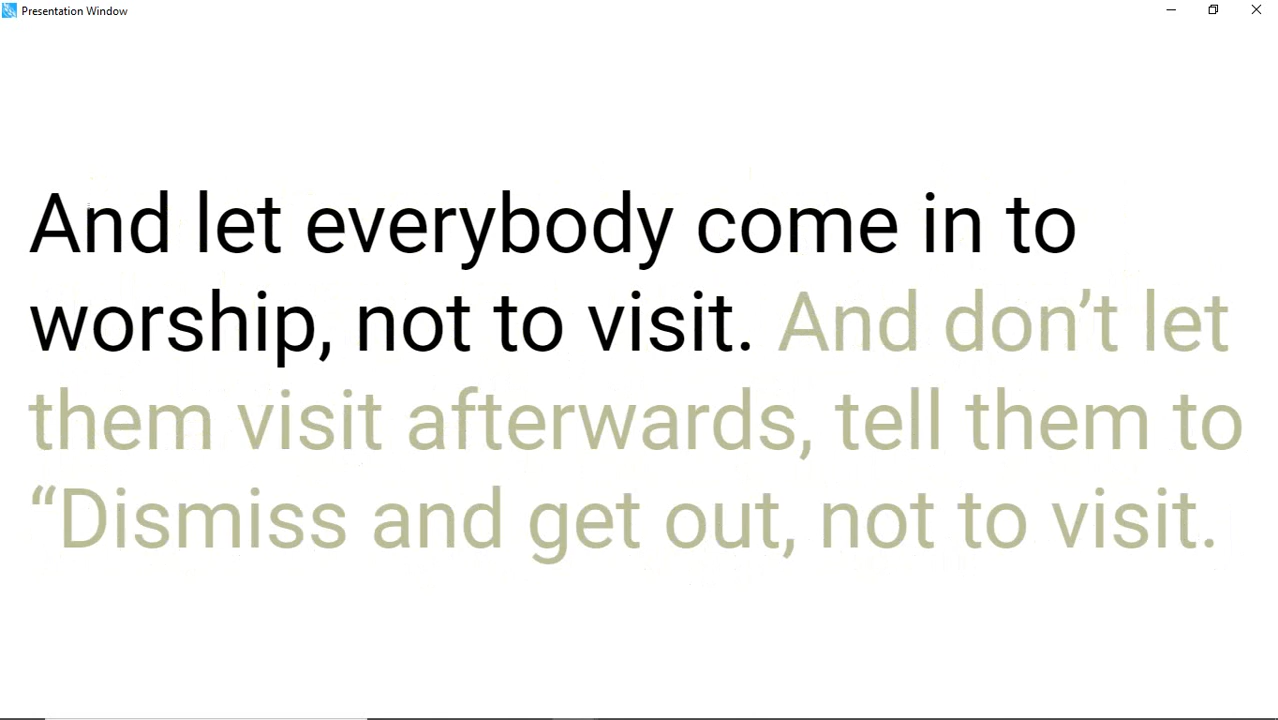 Presentation Window
And let everybody come in to
worship, not to visit. And don’t let
them visit afterwards, tell them to
“Dismiss and get out, not to visit.